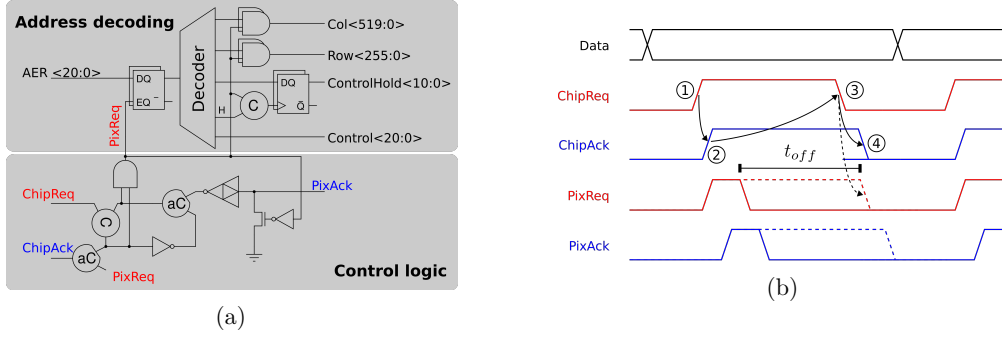 Address decoding
Col<519:0>
Row<255:0>
AER <20:0>
DQ
EQ
Decoder
DQ
Q̄
ControlHold<10:0>
H
C
PixReq
Control<20:0>
ChipReq
aC
PixAck
C
ChipAck
aC
PixReq
Control logic
(a)
Data
ChipReq
1
3
ChipAck
2
4
t_off
PixReq
PixAck
(b)